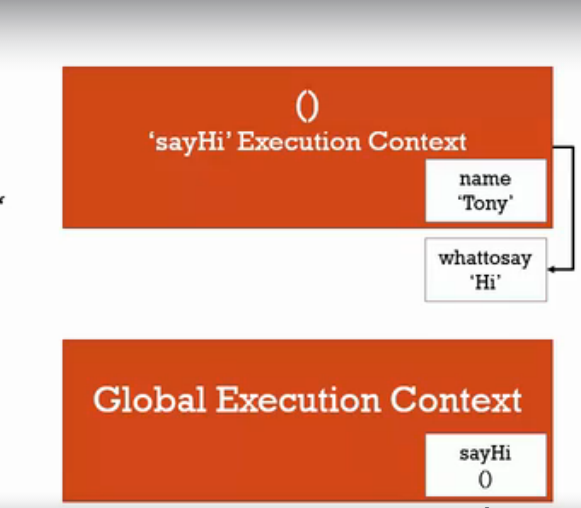 ()
‘sayHi’ Execution Context
name
‘Tony’
whattosay
‘Hi’
Global Execution Context
sayHi
()